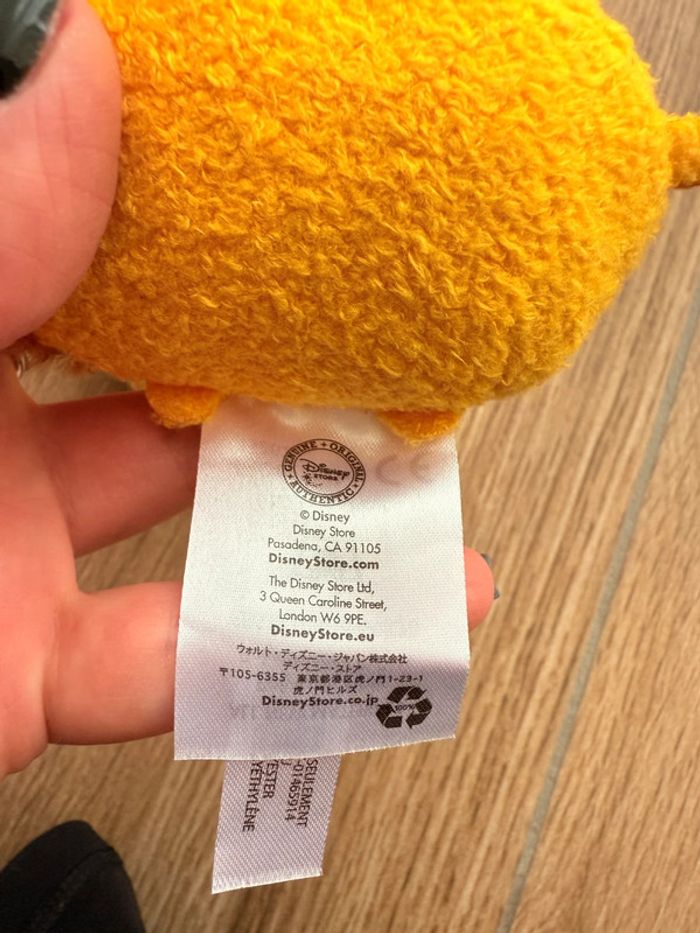 GENUINE • ORIGINAL
Disney
STORE
AUTHENTIC
CE
© Disney
Disney Store
Pasadena, CA 91105
DisneyStore.com
The Disney Store Ltd,
3 Queen Caroline Street,
London W6 9PE.
DisneyStore.eu
ウォルト・ディズニー・ジャパン株式会社
ディズニー・ストア
〒105-6355 東京都港区虎ノ門1-23-1
虎ノ門ヒルズ
DisneyStore.co.jp
100%
SEULEMENT
-01465914
YESTER
YÉTHYLÈNE